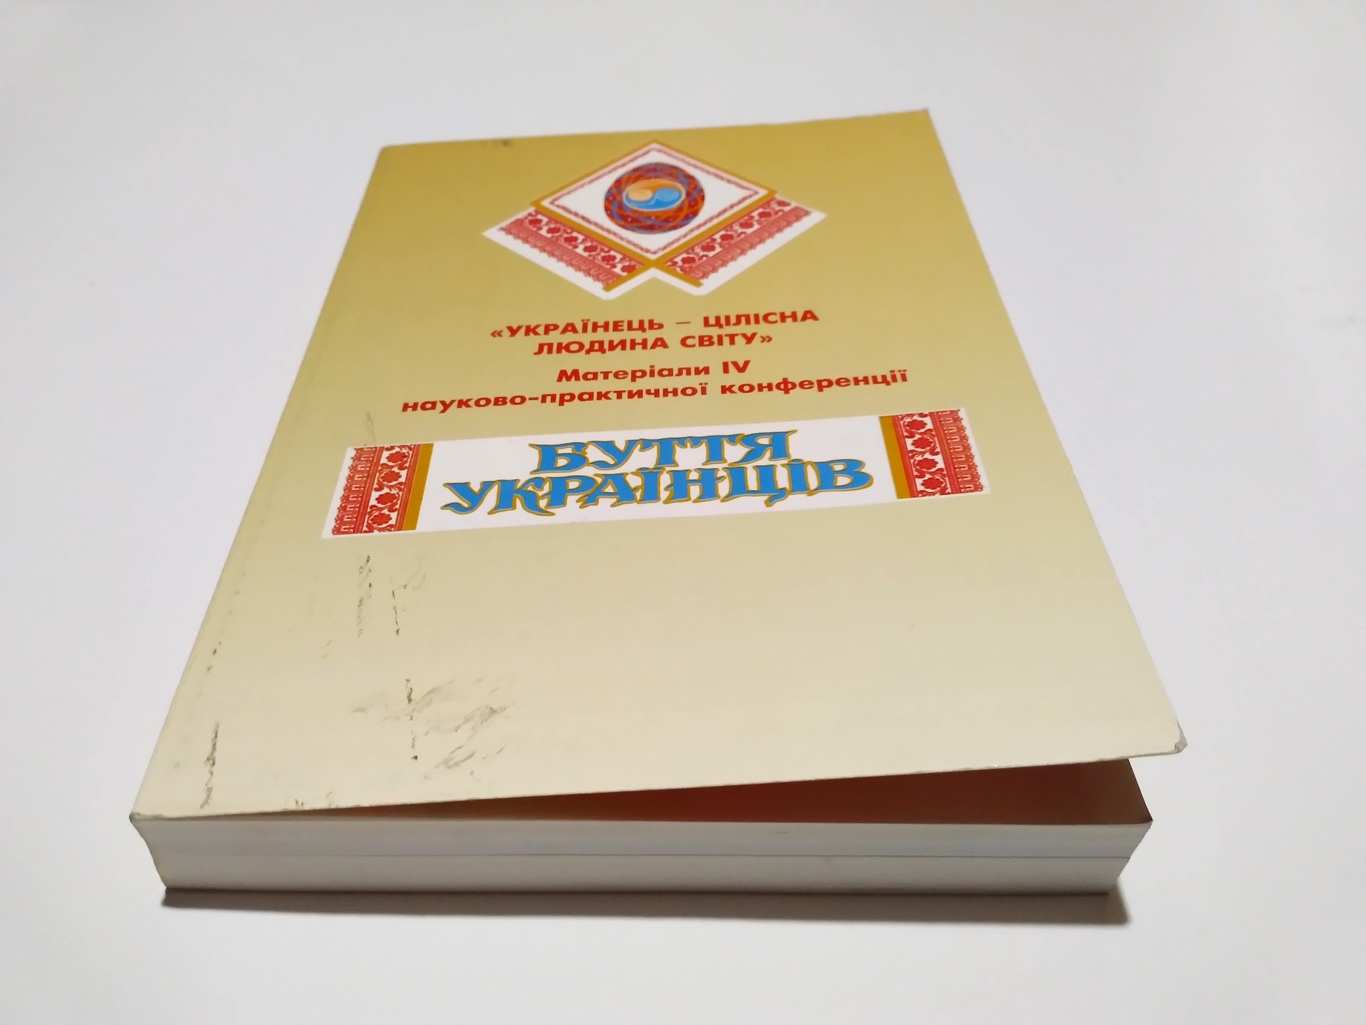 «УКРАЇНЕЦЬ – ЦІЛІСНА
ЛЮДИНА СВІТУ»
Матеріали IV
науково-практичної конференції
БУТТЯ
УКРАЇНЦІВ